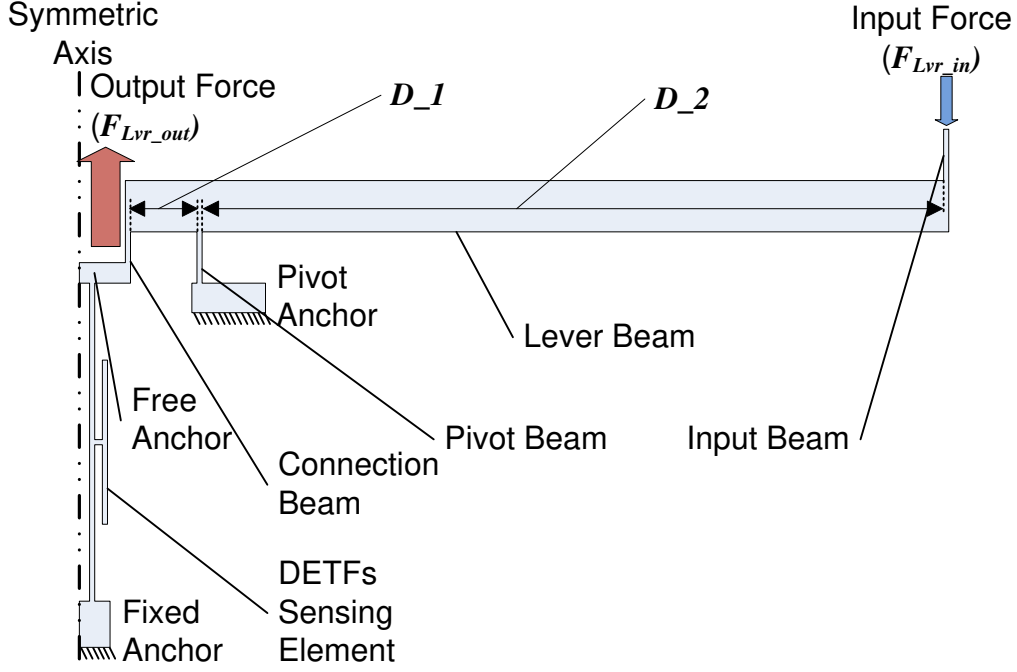 Symmetric
Axis
Output Force
(F_Lvr_out)
D_1
D_2
Input Force
(F_Lvr_in)
Pivot
Anchor
Lever Beam
Free
Anchor
Pivot Beam
Input Beam
Connection
Beam
DETFs
Sensing
Element
Fixed
Anchor